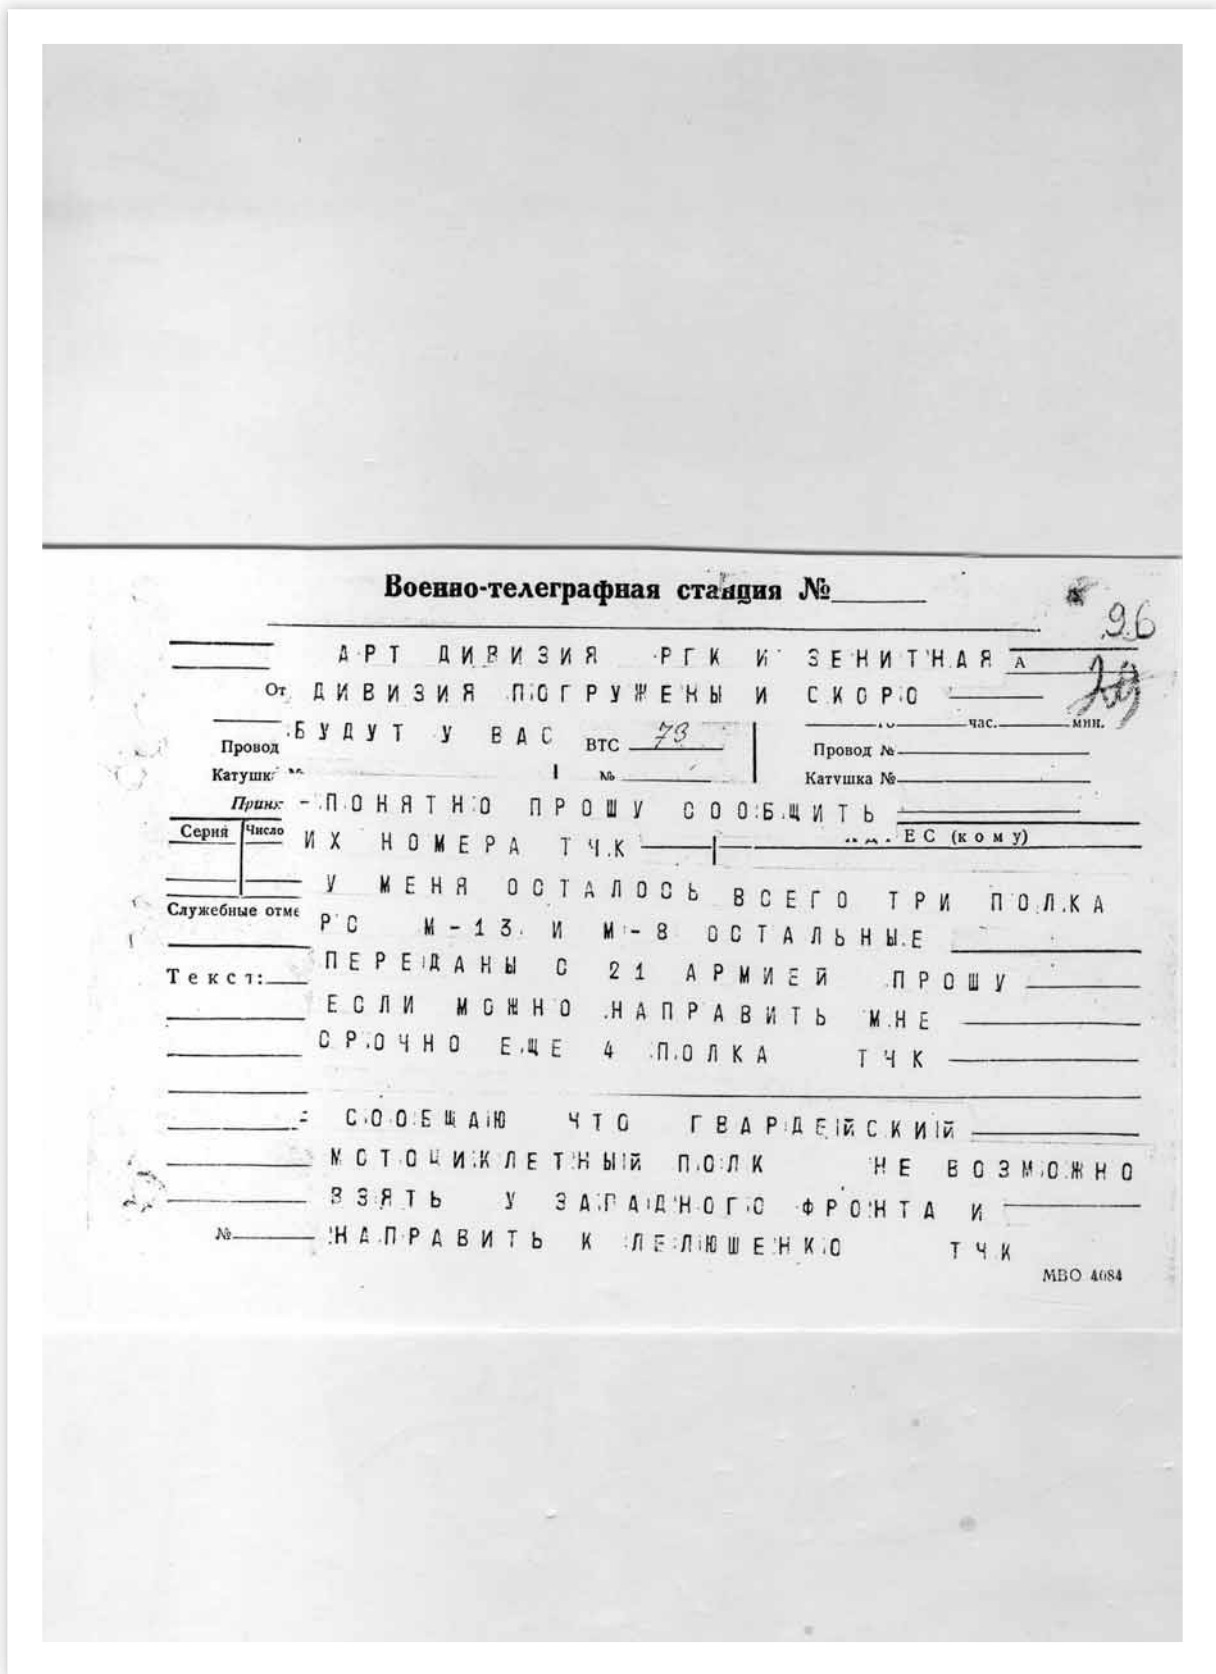 Военно-телеграфная станция №
96
АРТ ДИВИЗИЯ РГК И ЗЕНИТНАЯ А
От ДИВИЗИЯ ПОГРУЖЕНЫ И СКОРО
БУДУТ У ВАС ВТС 73 час. мин.
Провод Провод №
Катушк № Катушка №
Прин - ПОНЯТНО ПРОШУ СООБЩИТЬ
Серия Число ИХ НОМЕРА ТЧК ЕС (кому)
У МЕНЯ ОСТАЛОСЬ ВСЕГО ТРИ ПОЛКА
Служебные отме РС М-13 И М-8 ОСТАЛЬНЫЕ
Текст: ПЕРЕДАНЫ С 21 АРМИЕЙ ПРОШУ
ЕСЛИ МОЖНО НАПРАВИТЬ МНЕ
СРОЧНО ЕЩЕ 4 ПОЛКА ТЧК
СООБЩАЮ ЧТО ГВАРДЕЙСКИЙ
МОТОЦИКЛЕТНЫЙ ПОЛК НЕ ВОЗМОЖНО
ВЗЯТЬ У ЗАПАДНОГО ФРОНТА И
№ НАПРАВИТЬ К ЛЕЛЮШЕНКО ТЧК
МВО 4084